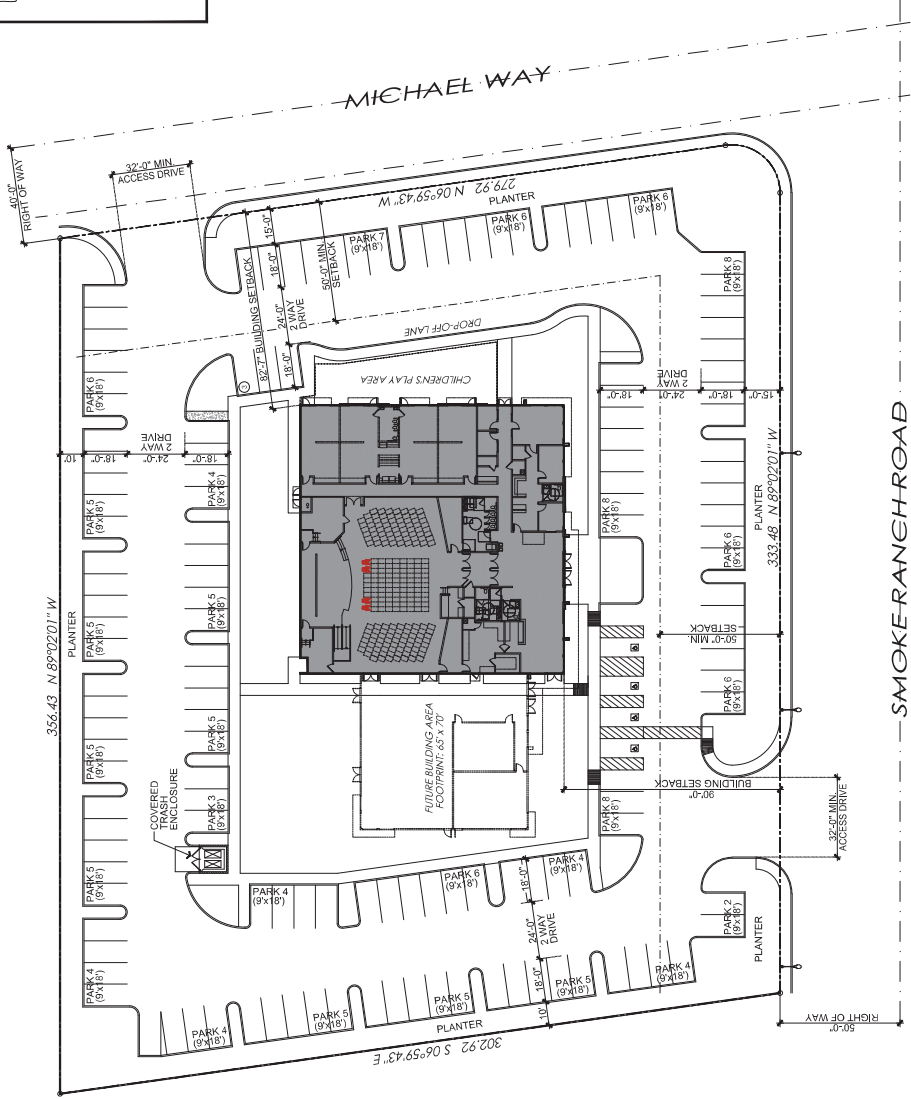 MICHAEL WAY
40'-0"
RIGHT OF WAY
32'-0" MIN.
ACCESS DRIVE
279.92 N 06°59'43" W
PLANTER
PARK 6
(9'x18')
PARK 6
(9'x18')
PARK 7
(9'x18')
15'-0"
18'-0"
50'-0" MIN.
SETBACK
82'-7" BUILDING SETBACK
24'-0"
2 WAY
DRIVE
18'-0"
3
DROP-OFF LANE
CHILDREN'S PLAY AREA
PARK 8
(9'x18')
18'-0"
24'-0"
2 WAY
DRIVE
18'-0"
15'-0"
PARK 6
(9'x18')
10'
18'-0"
24'-0"
2 WAY
DRIVE
18'-0"
PARK 4
(9'x18')
PARK 5
(9'x18')
PARK 5
(9'x18')
PARK 5
(9'x18')
PARK 5
(9'x18')
PARK 5
(9'x18')
PARK 3
(9'x18')
PARK 5
(9'x18')
PARK 4
(9'x18')
PLANTER
356.43 N 89°02'01" W
COVERED
TRASH
ENCLOSURE
FUTURE BUILDING AREA
FOOTPRINT: 65' x 70'
PARK 8
(9'x18')
PARK 6
(9'x18')
PARK 6
(9'x18')
PLANTER
333.48 N 89°02'01" W
50'-0" MIN.
SETBACK
90'-0"
BUILDING SETBACK
PARK 8
(9'x18')
32'-0" MIN.
ACCESS DRIVE
SMOKE RANCH ROAD
PARK 4
(9'x18')
PARK 6
(9'x18')
PARK 4
(9'x18')
18'-0"
24'-0"
2 WAY
DRIVE
18'-0"
10'
PARK 2
(9'x18')
PLANTER
PARK 4
(9'x18')
PARK 5
(9'x18')
PARK 5
(9'x18')
PARK 5
(9'x18')
PARK 4
(9'x18')
PLANTER
302.92 S 06°59'43" E
50'-0"
RIGHT OF WAY